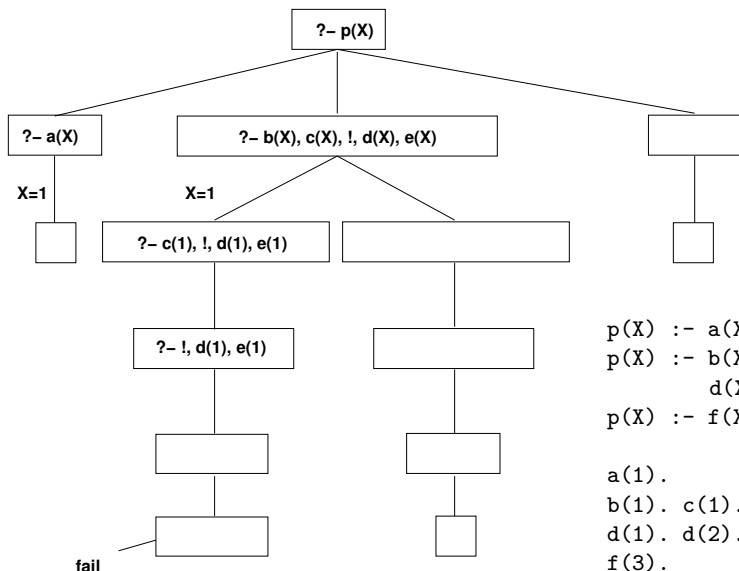 ?– p(X)
?– a(X)
?– b(X), c(X), !, d(X), e(X)
X=1
X=1
?– c(1), !, d(1), e(1)
?– !, d(1), e(1)
fail
p(X) :- a(X
p(X) :- b(X
d(X
p(X) :- f(X
a(1).
b(1). c(1).
d(1). d(2).
f(3).